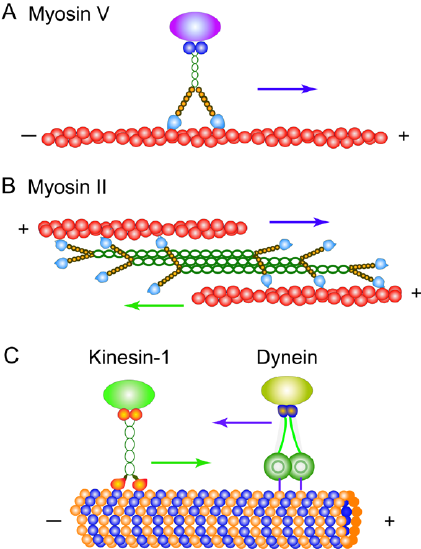 A Myosin V
– +
B Myosin II
+
+
C
Kinesin-1 Dynein
– +